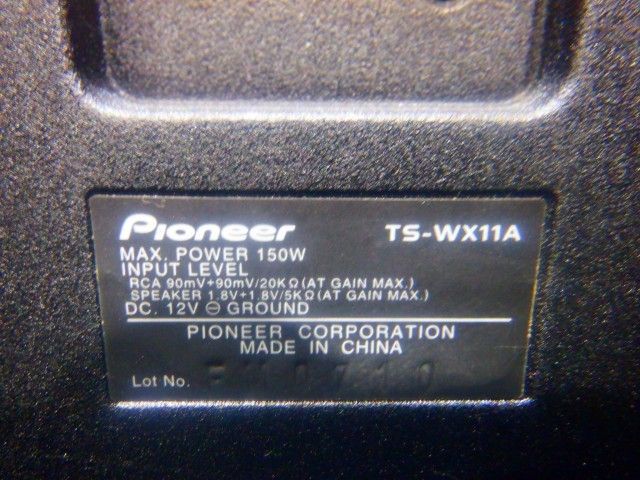 Pioneer TS-WX11A
MAX. POWER 150W
INPUT LEVEL
RCA 90mV+90mV/20KΩ (AT GAIN MAX.)
SPEAKER 1.8V+1.8V/5KΩ (AT GAIN MAX.)
DC. 12V ⊖ GROUND
PIONEER CORPORATION
MADE IN CHINA
Lot No.